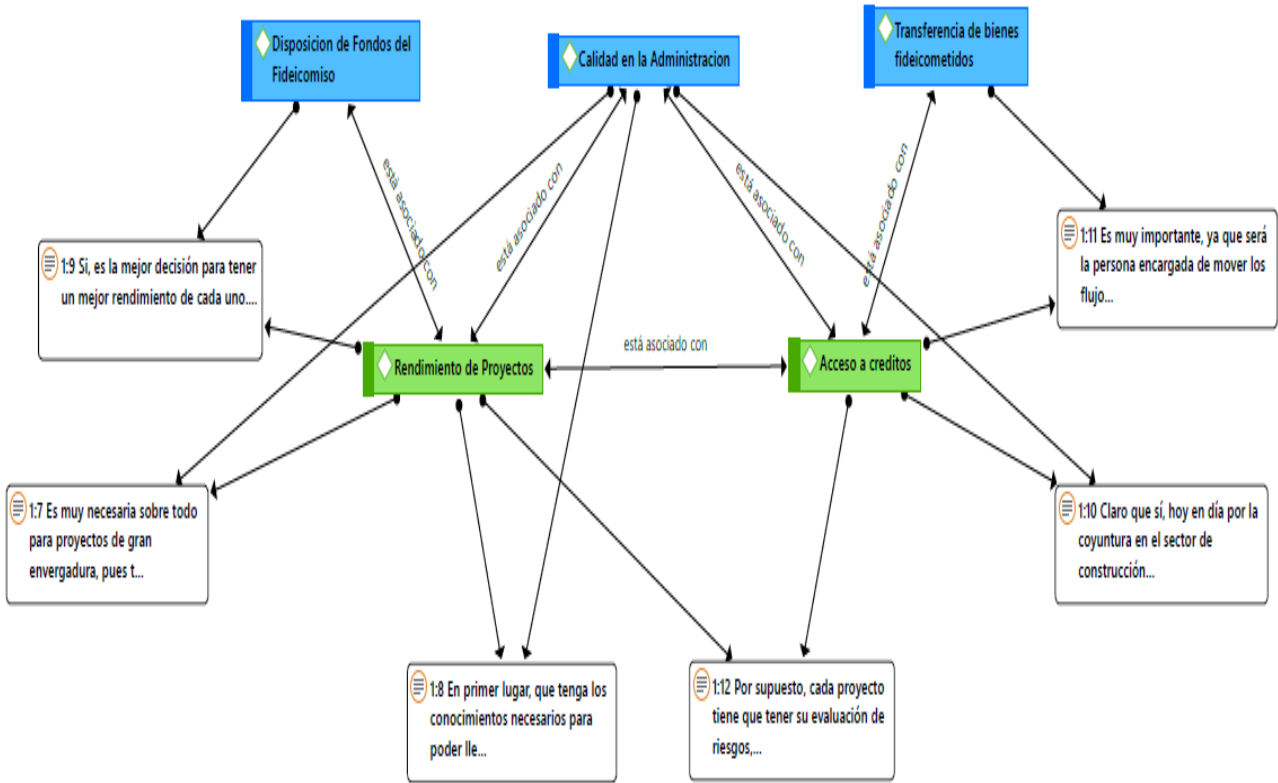 Disposicion de Fondos del
Fideicomiso
Calidad en la Administracion
Transferencia de bienes
fideicometidos
está asociado con
está asociado con
está asociado con
está asociado con
1:9 Si, es la mejor decisión para tener
un mejor rendimiento de cada uno....
1:11 Es muy importante, ya que será
la persona encargada de mover los
flujo...
Rendimiento de Proyectos
está asociado con
Acceso a creditos
1:7 Es muy necesaria sobre todo
para proyectos de gran
envergadura, pues t...
1:10 Claro que sí, hoy en día por la
coyuntura en el sector de
construcción...
1:8 En primer lugar, que tenga los
conocimientos necesarios para
poder lle...
1:12 Por supuesto, cada proyecto
tiene que tener su evaluación de
riesgos,...